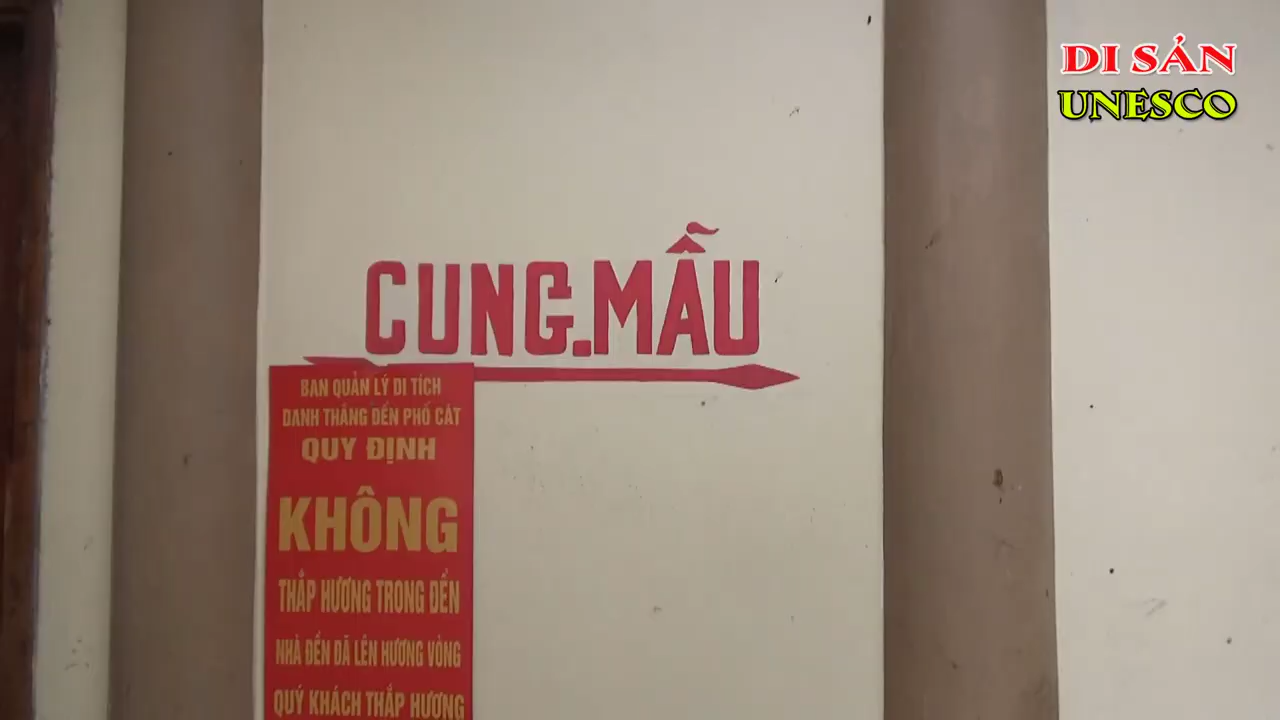 DI SẢN
UNESCO
CUNG.MẪU
BAN QUẢN LÝ DI TÍCH
DANH THẮNG ĐỀN PHỐ CÁT
QUY ĐỊNH
KHÔNG
THẮP HƯƠNG TRONG ĐỀN
NHÀ ĐỀN ĐÃ LÊN HƯƠNG VÒNG
QUÝ KHÁCH THẮP HƯƠNG